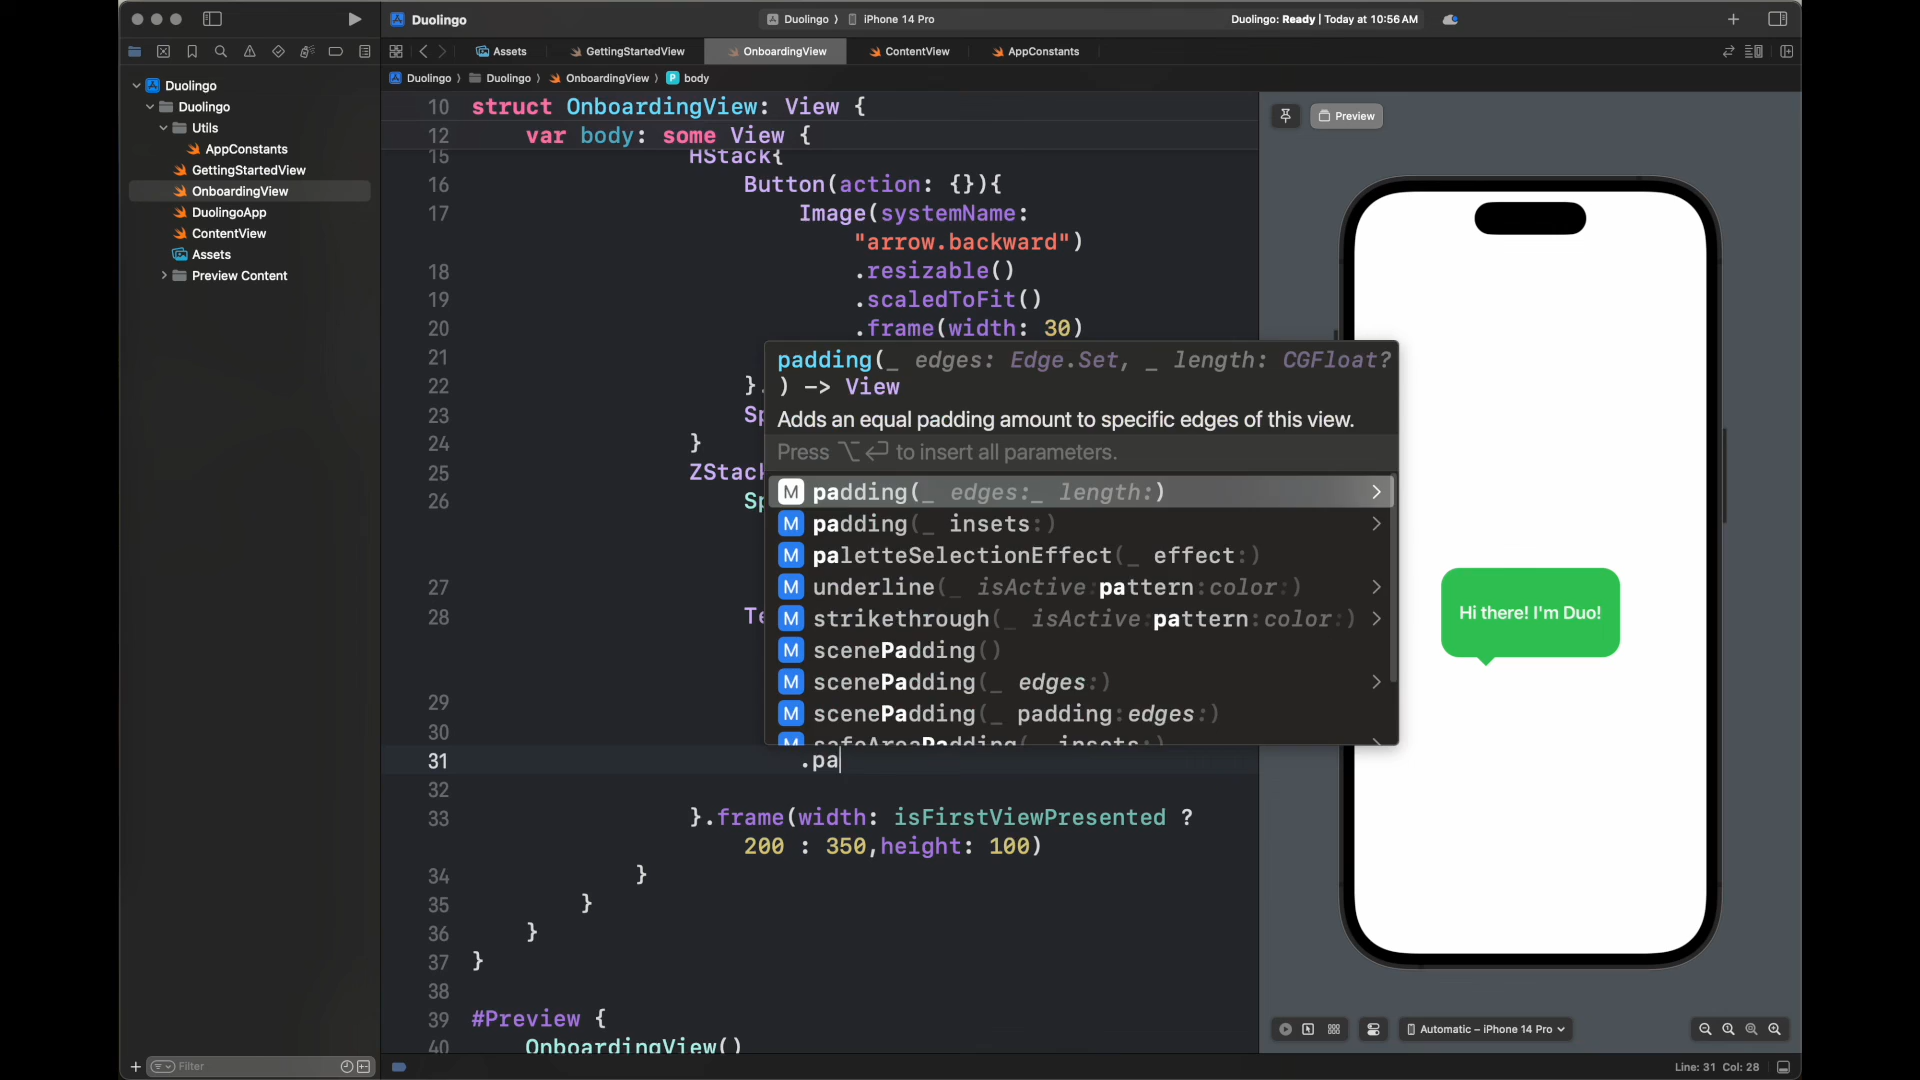 Duolingo
Duolingo
iPhone 14 Pro
Duolingo: Ready | Today at 10:56 AM
Assets
GettingStartedView
OnboardingView
ContentView
AppConstants
Duolingo
Duolingo
OnboardingView
body
Duolingo
Duolingo
Utils
AppConstants
GettingStartedView
OnboardingView
DuolingoApp
ContentView
Assets
Preview Content
Filter
10 struct OnboardingView: View {
12 var body: some View {
15 HStack{
16 Button(action: {}){
17 Image(systemName:
"arrow.backward")
18 .resizable()
19 .scaledToFit()
20 .frame(width: 30)
21
22 }.
23 Sp
24 }
25 ZStack
26 Sp
27
28 Te
29
30
31 .pa
32
33 }.frame(width: isFirstViewPresented ?
200 : 350,height: 100)
34 }
35 }
36 }
37 }
38
39 #Preview {
40 OnboardingView()
padding(_ edges: Edge.Set, _ length: CGFloat?
) -> View
Adds an equal padding amount to specific edges of this view.
Press ⌥⏎ to insert all parameters.
M padding(_ edges:_ length:)
M padding(_ insets:)
M paletteSelectionEffect(_ effect:)
M underline(_ isActive:pattern:color:)
M strikethrough(_ isActive:pattern:color:)
M scenePadding()
M scenePadding(_ edges:)
M scenePadding(_ padding:edges:)
M safeAreaPadding(_ insets:)
Preview
Hi there! I'm Duo!
Automatic – iPhone 14 Pro
Line: 31 Col: 28